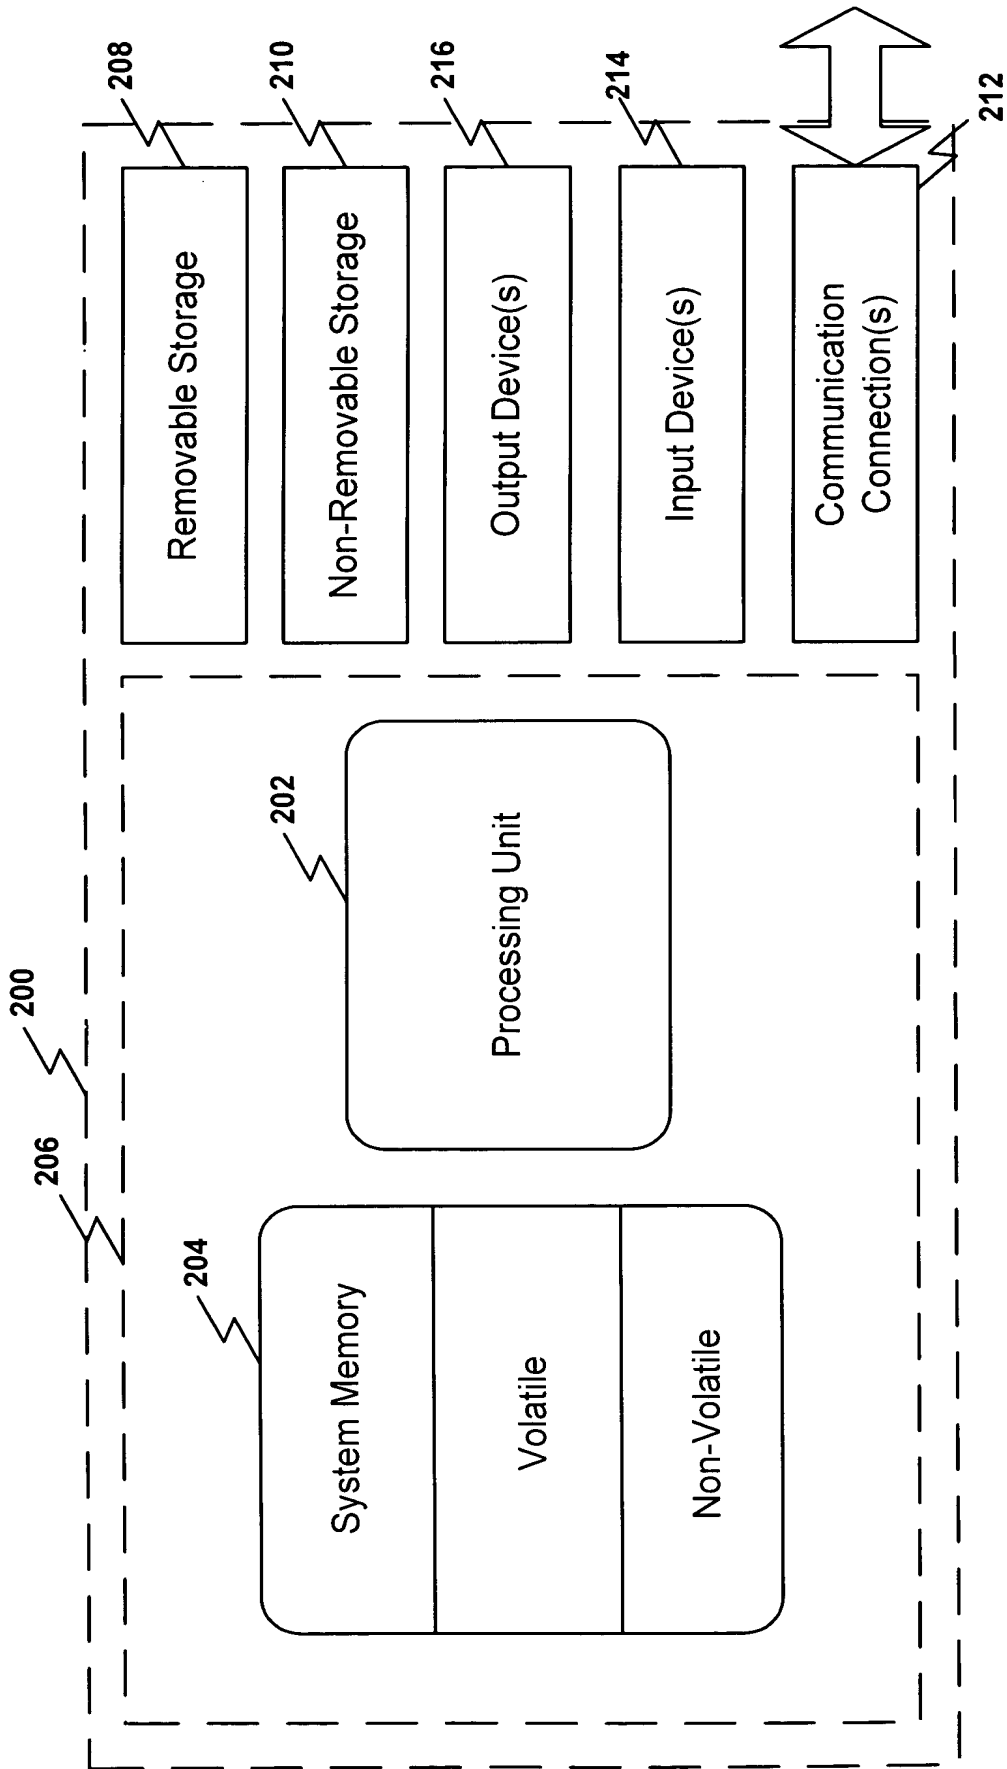 200
206
204
System Memory
Volatile
Non-Volatile
202
Processing Unit
208
Removable Storage
210
Non-Removable Storage
216
Output Device(s)
214
Input Device(s)
Communication
Connection(s)
212